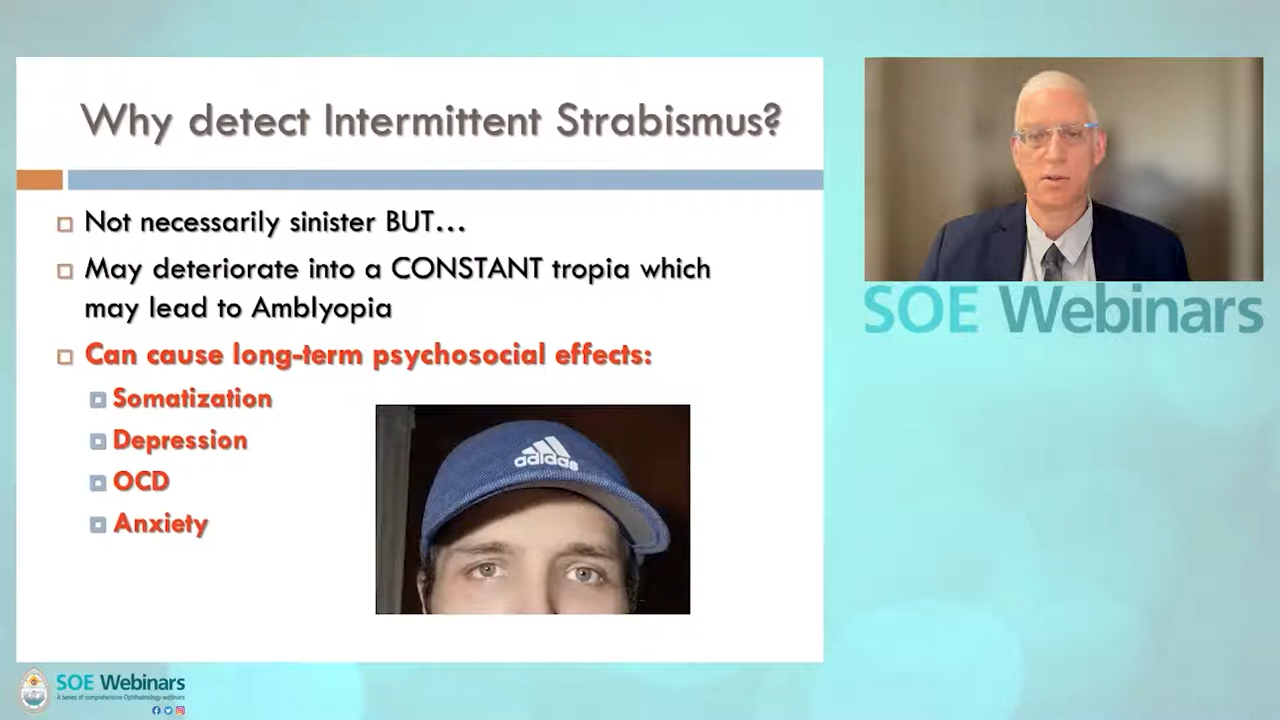 Why detect Intermittent Strabismus?
Not necessarily sinister BUT...
May deteriorate into a CONSTANT tropia which
may lead to Amblyopia
Can cause long-term psychosocial effects:
Somatization
Depression
OCD
Anxiety
adidas
SOE Webinars
SOE Webinars
A series of comprehensive Ophthalmology webinars